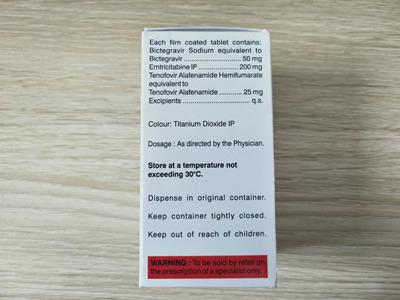 Each film coated tablet contains:
Bictegravir Sodium equivalent to
Bictegravir ........................ 50 mg
Emtricitabine IP ................. 200 mg
Tenofovir Alafenamide Hemifumarate
equivalent to
Tenofovir Alafenamide ........... 25 mg
Excipients ............................ q.s.
Colour: Titanium Dioxide IP
Dosage : As directed by the Physician.
Store at a temperature not
exceeding 30°C.
Dispense in original container.
Keep container tightly closed.
Keep out of reach of children.
WARNING : To be sold by retail on
the prescription of a specialist only.